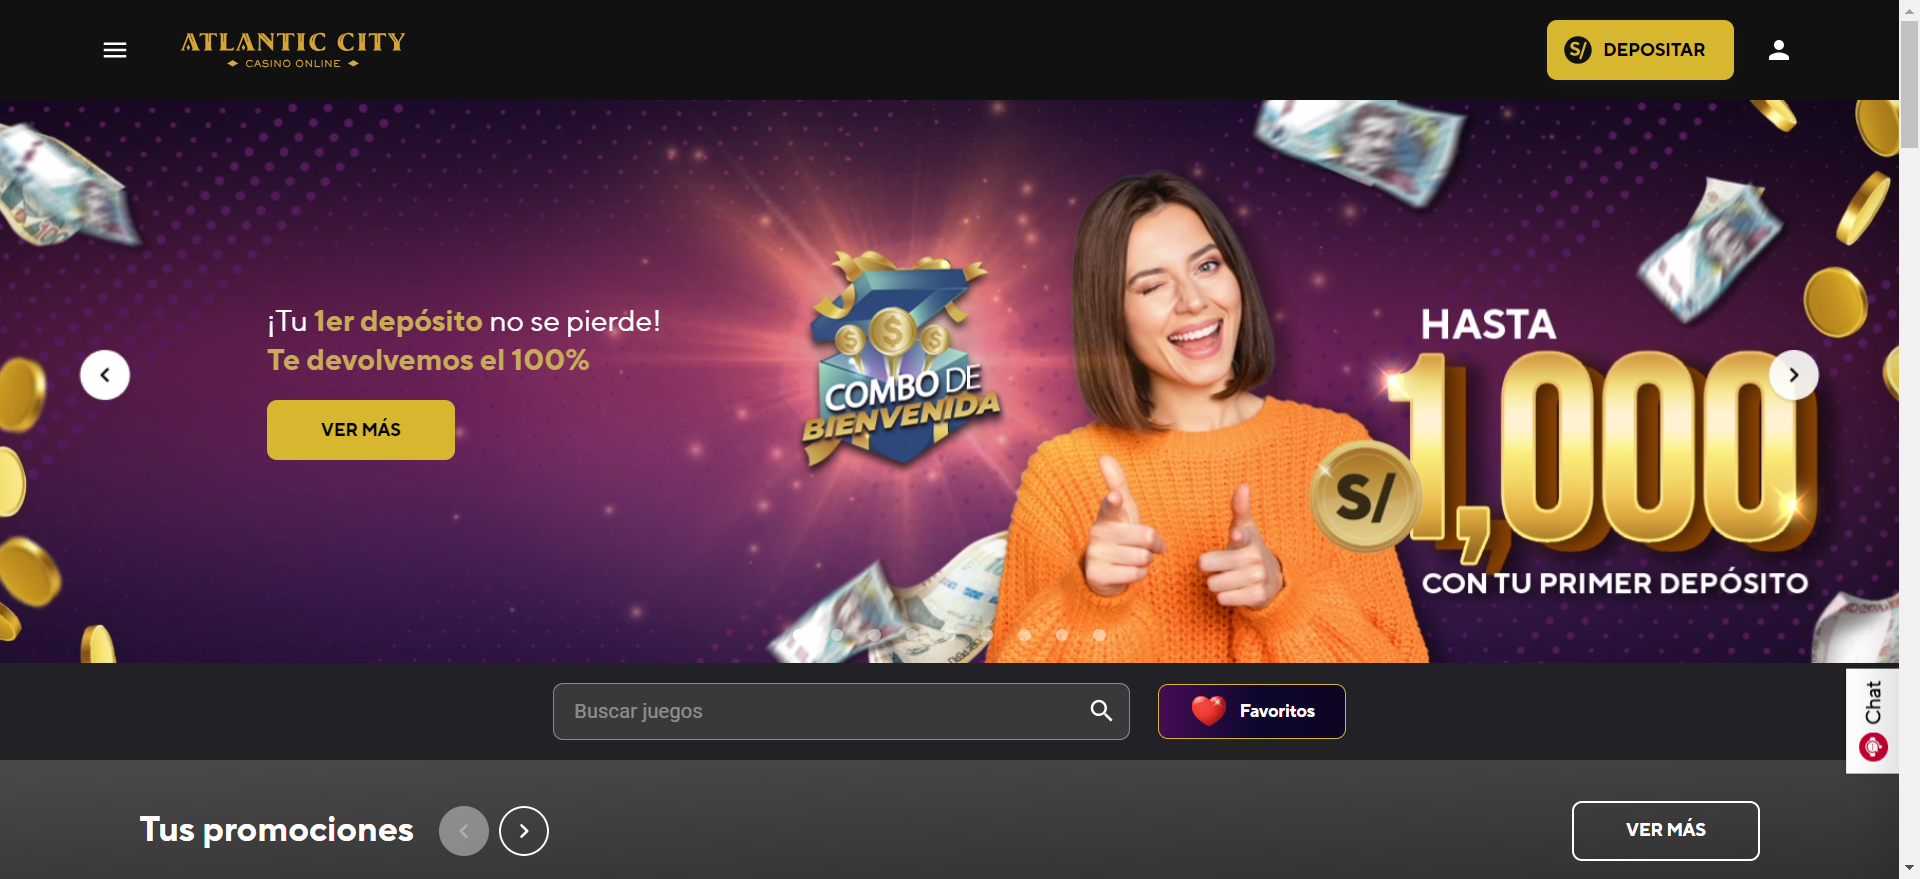 ATLANTIC CITY
CASINO ONLINE
S/ DEPOSITAR
¡Tu 1er depósito no se pierde!
Te devolvemos el 100%
VER MÁS
COMBO DE
BIENVENIDA
HASTA
S/ 1,000
CON TU PRIMER DEPÓSITO
Buscar juegos
Favoritos
Chat
Tus promociones
VER MÁS